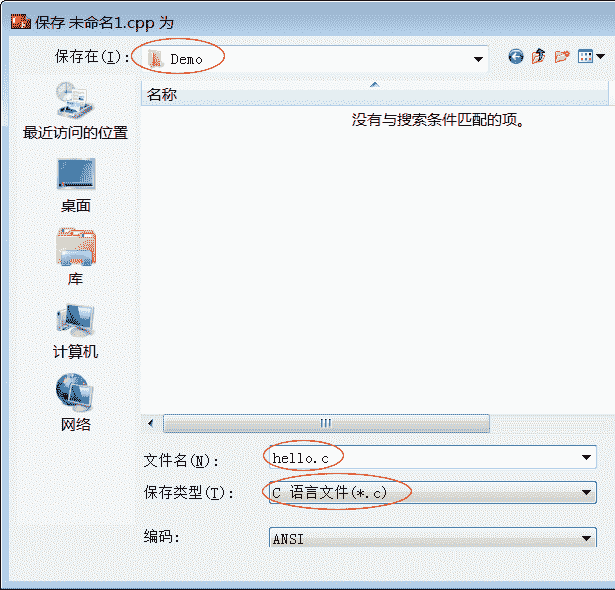 保存 未命名1.cpp 为
保存在(I): Demo
名称
没有与搜索条件匹配的项。
最近访问的位置
桌面
库
计算机
网络
文件名(N): hello.c
保存类型(T): C 语言文件(*.c)
编码: ANSI